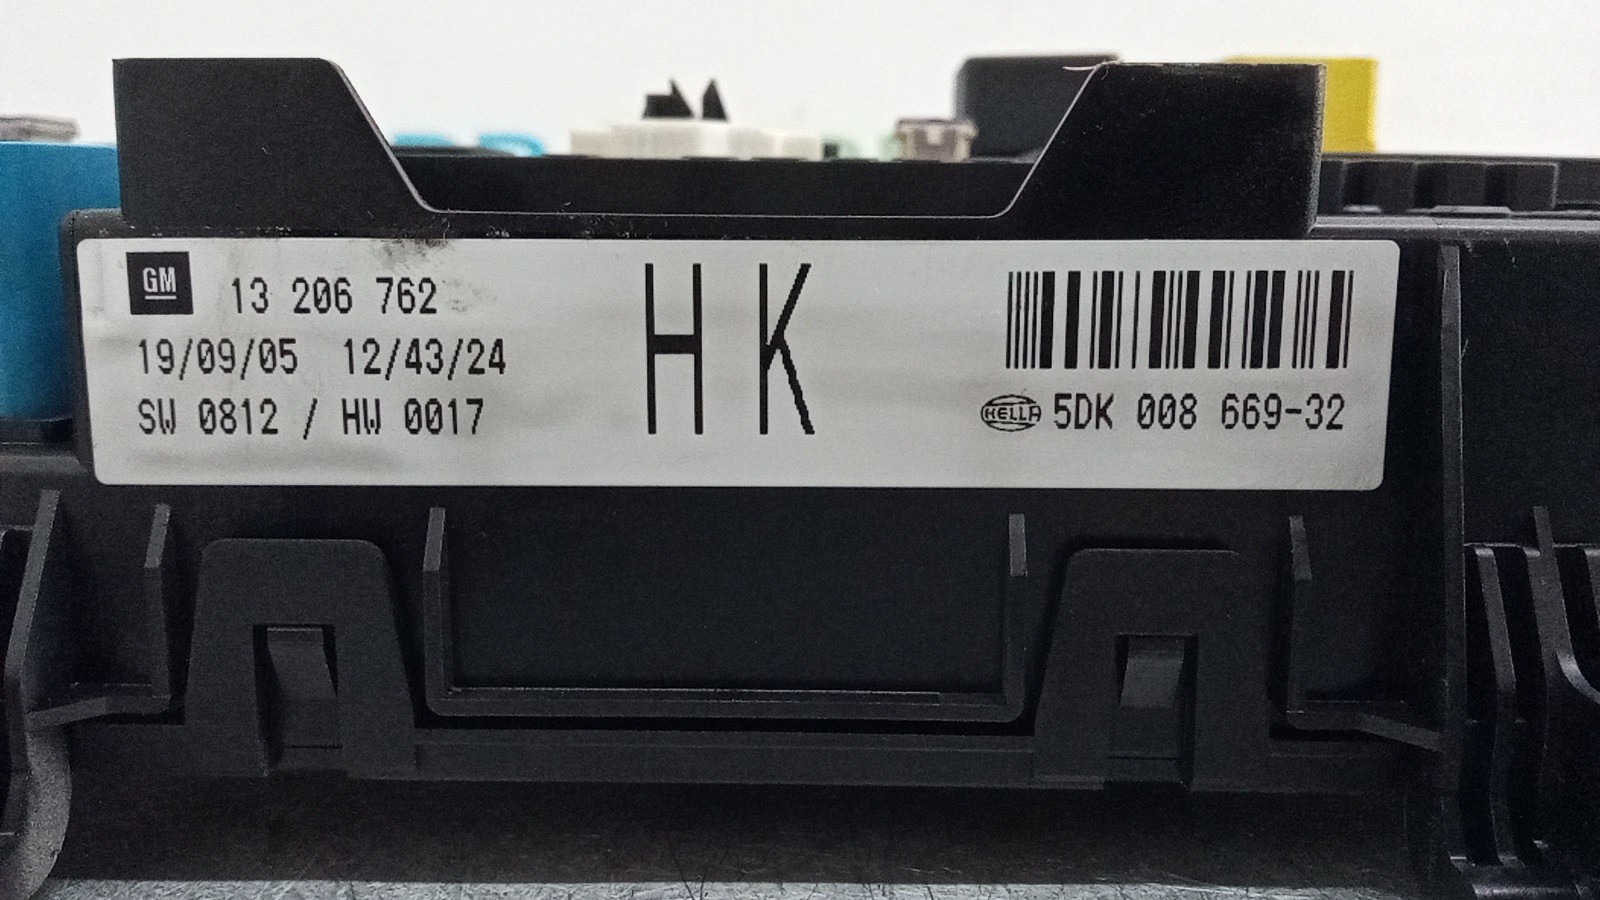 GM 13 206 762
19/09/05 12/43/24
SW 0812 / HW 0017
HK
HELLA 5DK 008 669-32